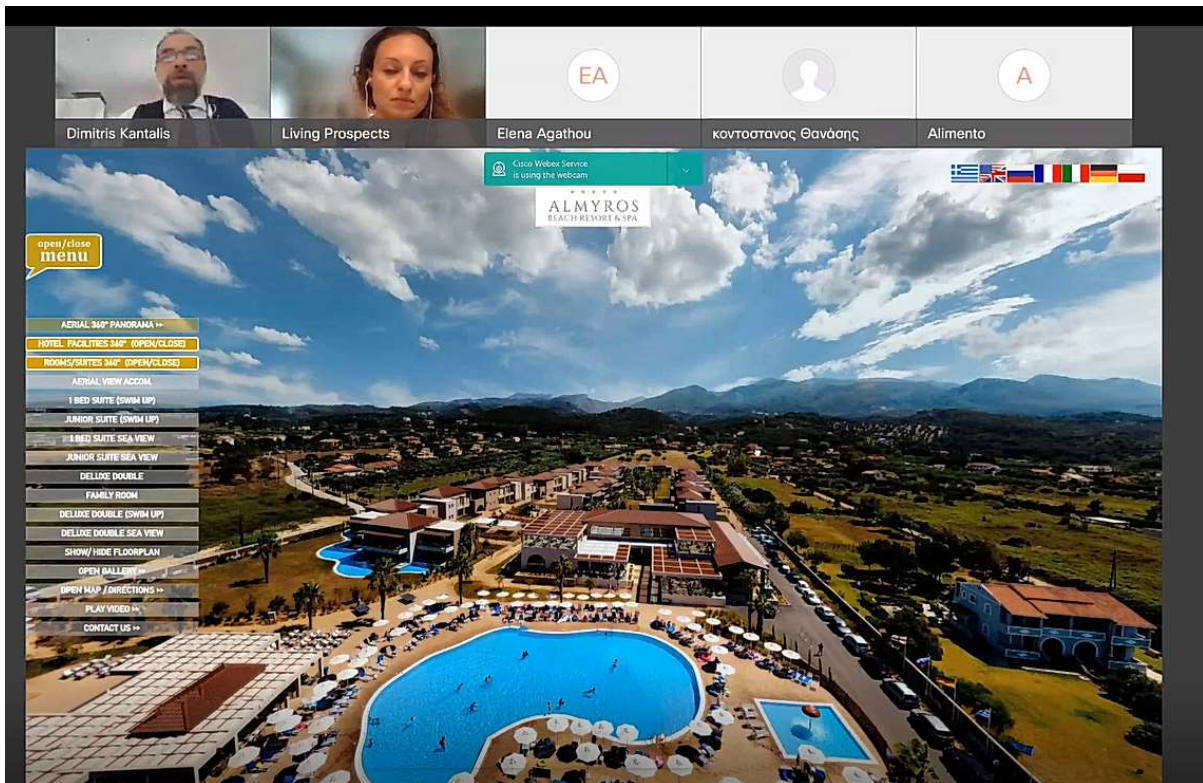 EA
A
Dimitris Kantalis
Living Prospects
Elena Agathou
κοντοστανος Θανάσης
Alimento
Cisco Webex Service
is using the webcam
ALMYROS
BEACH RESORT & SPA
open/close
menu
AERIAL 360° PANORAMA ››
HOTEL FACILITIES 360° (OPEN/CLOSE)
ROOMS/SUITES 360° (OPEN/CLOSE)
AERIAL VIEW ACCOM.
1 BED SUITE (SWIM UP)
JUNIOR SUITE (SWIM UP)
1 BED SUITE SEA VIEW
JUNIOR SUITE SEA VIEW
DELUXE DOUBLE
FAMILY ROOM
DELUXE DOUBLE (SWIM UP)
DELUXE DOUBLE SEA VIEW
SHOW/ HIDE FLOORPLAN
OPEN GALLERY ››
OPEN MAP / DIRECTIONS ››
PLAY VIDEO ››
CONTACT US ››